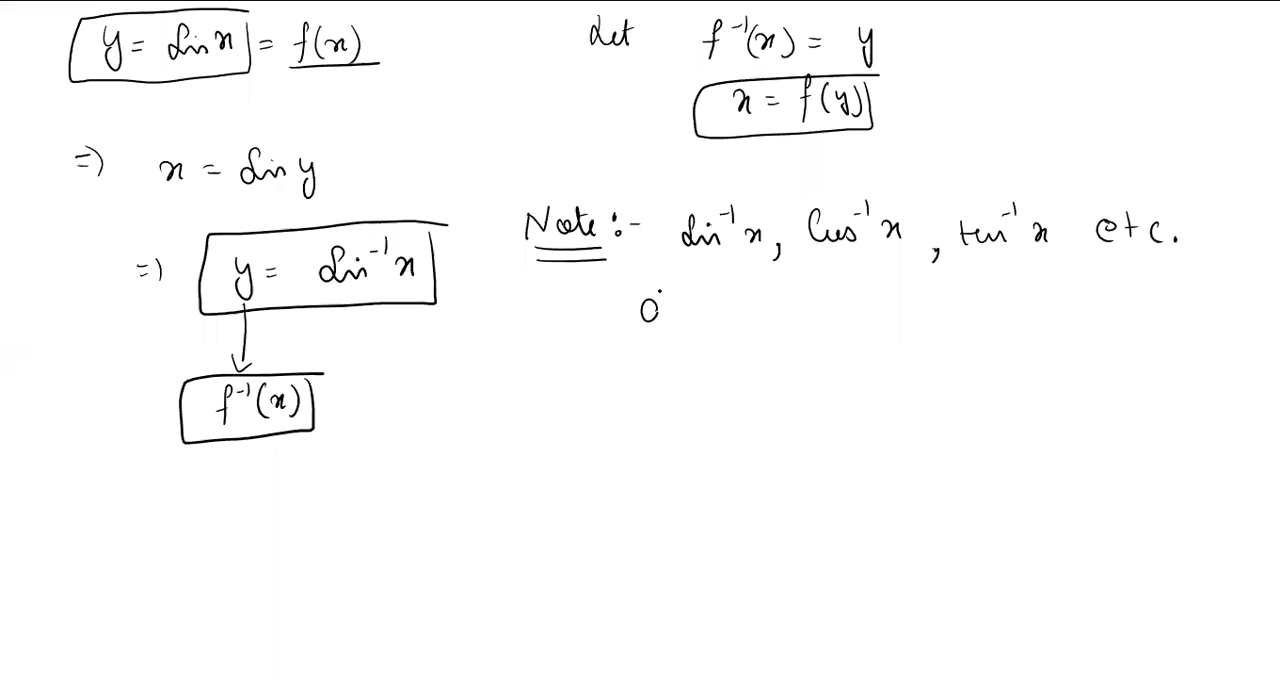 y = sin x = f(x)
⇒ x = sin y
⇒ y = sin⁻¹ x
f⁻¹(x)
Let f⁻¹(x) = y
x = f(y)
Note :- sin⁻¹ x, cos⁻¹ x, tan⁻¹ x etc.